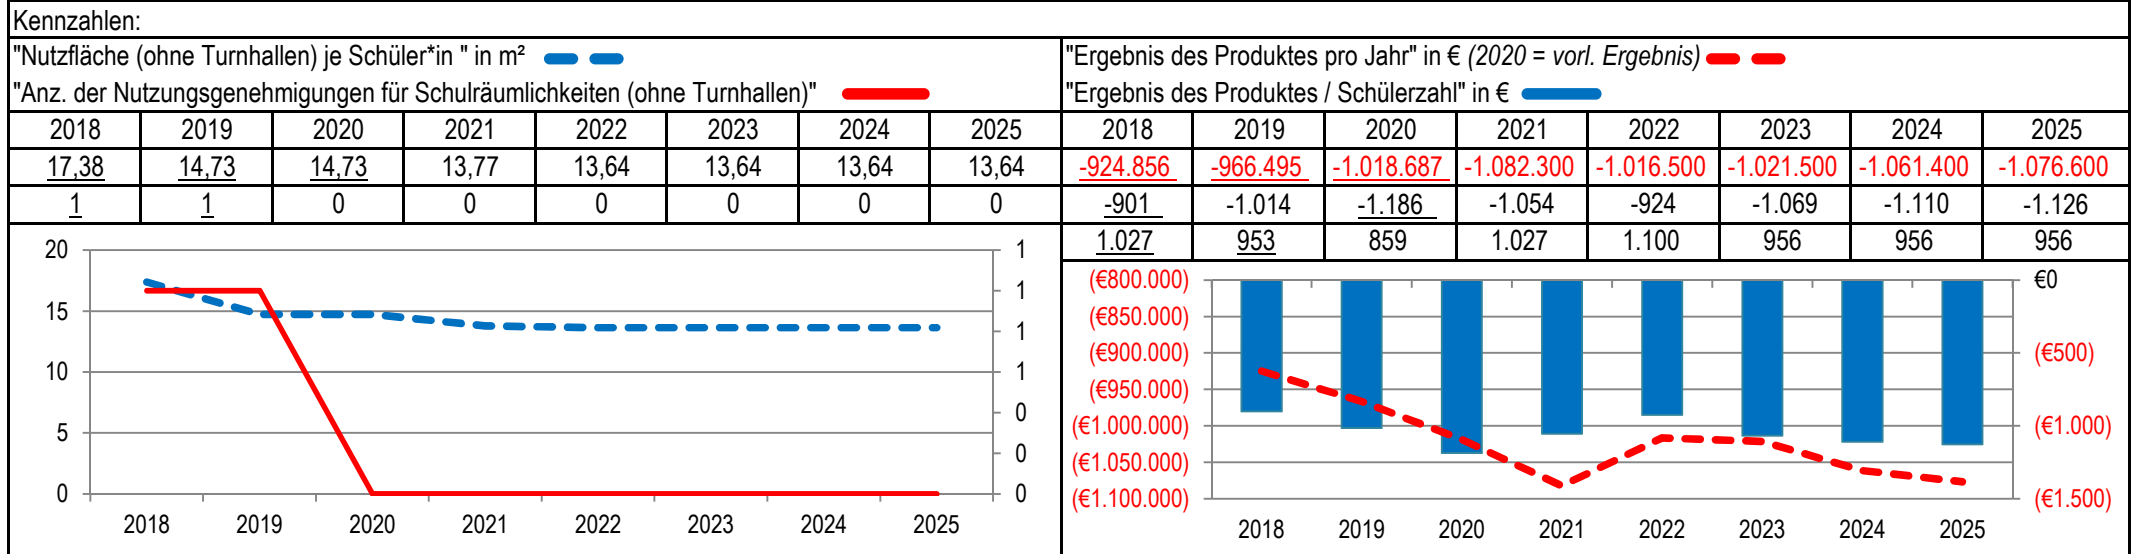 Kennzahlen:
"Nutzfläche (ohne Turnhallen) je Schüler*in " in m²
"Anz. der Nutzungsgenehmigungen für Schulräumlichkeiten (ohne Turnhallen)"
2018 2019 2020 2021 2022 2023 2024 2025
17,38 14,73 14,73 13,77 13,64 13,64 13,64 13,64
1 1 0 0 0 0 0 0
20 1
1
15 1
10 1
0
5 0
0 0
2018 2019 2020 2021 2022 2023 2024 2025
"Ergebnis des Produktes pro Jahr" in € (2020 = vorl. Ergebnis)
"Ergebnis des Produktes / Schülerzahl" in €
2018 2019 2020 2021 2022 2023 2024 2025
-924.856 -966.495 -1.018.687 -1.082.300 -1.016.500 -1.021.500 -1.061.400 -1.076.600
-901 -1.014 -1.186 -1.054 -924 -1.069 -1.110 -1.126
1.027 953 859 1.027 1.100 956 956 956
(€800.000) €0
(€850.000)
(€900.000) (€500)
(€950.000)
(€1.000.000) (€1.000)
(€1.050.000)
(€1.100.000) (€1.500)
2018 2019 2020 2021 2022 2023 2024 2025